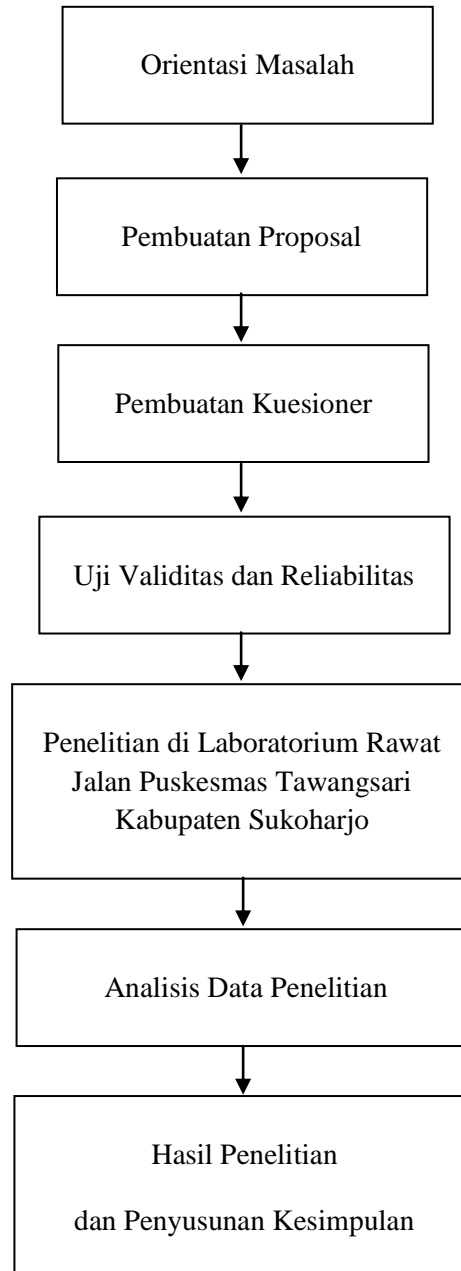 Orientasi Masalah
Pembuatan Proposal
Pembuatan Kuesioner
Uji Validitas dan Reliabilitas
Penelitian di Laboratorium Rawat
Jalan Puskesmas Tawangsari
Kabupaten Sukoharjo
Analisis Data Penelitian
Hasil Penelitian
dan Penyusunan Kesimpulan